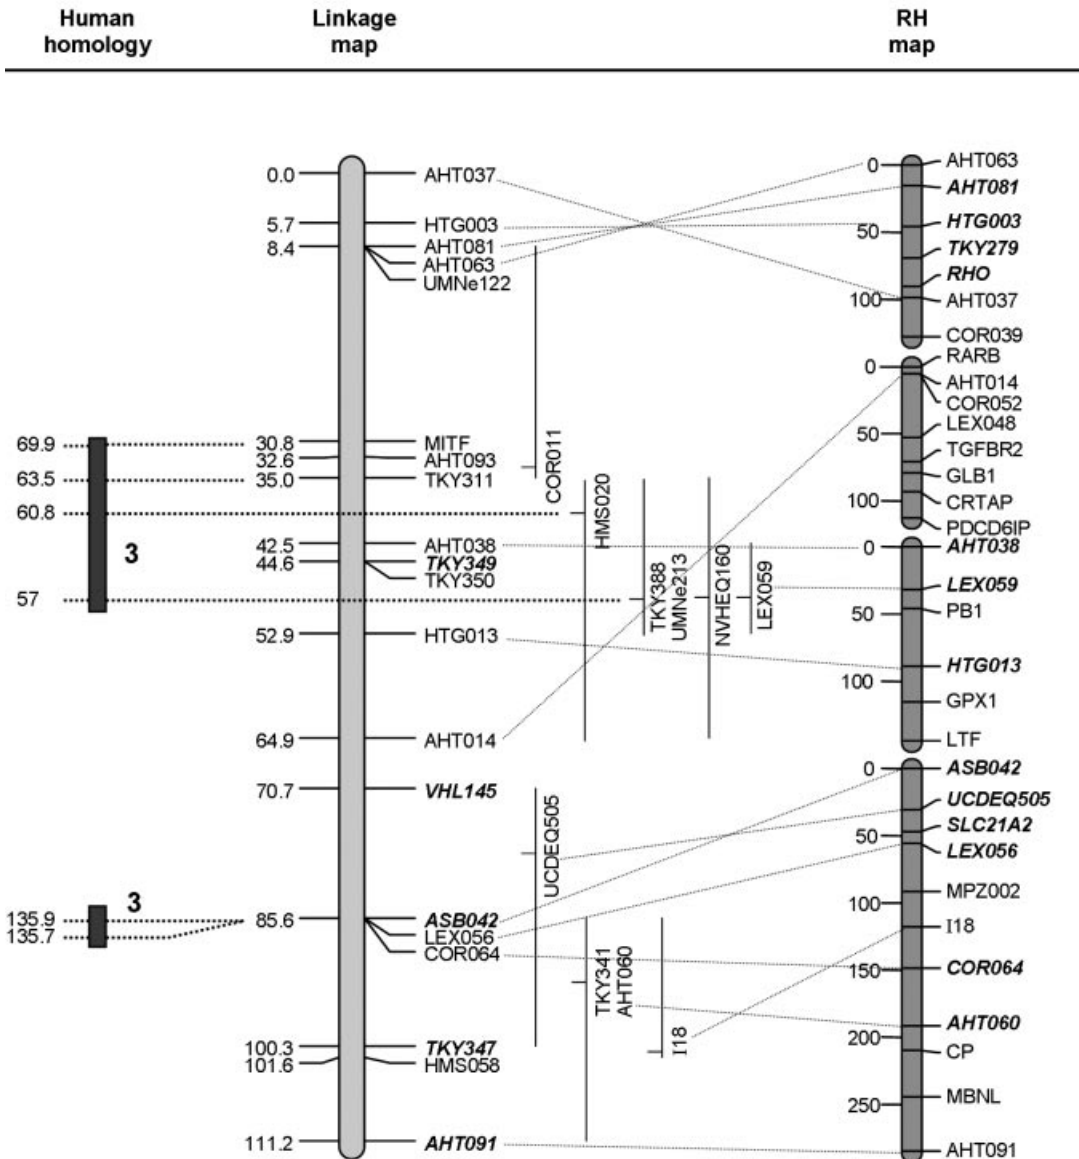 Human homology
Linkage map
RH map
69.9
63.5
60.8
57
3
3
135.9
135.7
0.0 AHT037
5.7 HTG003
8.4 AHT081
AHT063
UMNe122
30.8 MITF
32.6 AHT093
35.0 TKY311
42.5 AHT038
44.6 TKY349
TKY350
52.9 HTG013
64.9 AHT014
70.7 VHL145
85.6 ASB042
LEX056
COR064
100.3 TKY347
101.6 HMS058
111.2 AHT091
COR011
HMS020
TKY388
UMNe213
NVHEQ160
LEX059
UCDEQ505
TKY341
AHT060
I18
0 AHT063
AHT081
HTG003
50
TKY279
RHO
100 AHT037
COR039
RARB
0
AHT014
COR052
LEX048
50
TGFBR2
GLB1
100 CRTAP
PDCD6IP
0 AHT038
LEX059
50 PB1
HTG013
100
GPX1
LTF
0 ASB042
UCDEQ505
SLC21A2
50
LEX056
MPZ002
100
I18
150 COR064
AHT060
200
CP
MBNL
250
AHT091